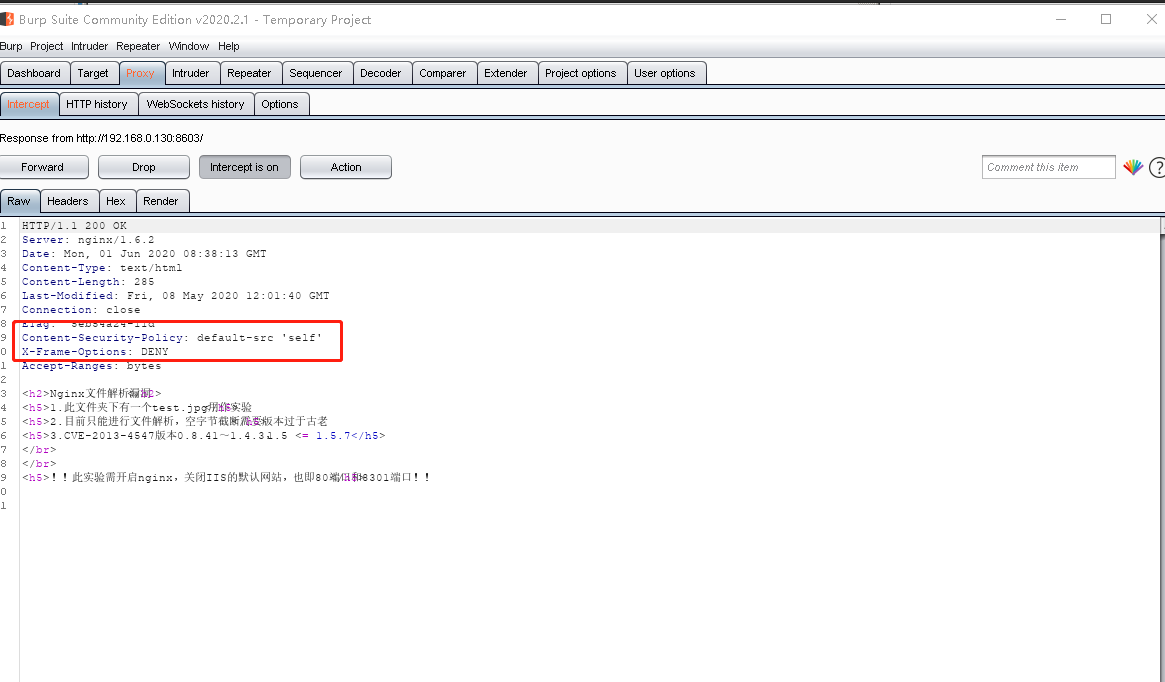 Burp Suite Community Edition v2020.2.1 - Temporary Project
Burp Project Intruder Repeater Window Help
Dashboard Target Proxy Intruder Repeater Sequencer Decoder Comparer Extender Project options User options
Intercept HTTP history WebSockets history Options
Response from http://192.168.0.130:8603/
Forward Drop Intercept is on Action Comment this item ?
Raw Headers Hex Render
1 HTTP/1.1 200 OK
2 Server: nginx/1.6.2
3 Date: Mon, 01 Jun 2020 08:38:13 GMT
4 Content-Type: text/html
5 Content-Length: 285
6 Last-Modified: Fri, 08 May 2020 12:01:40 GMT
7 Connection: close
8 ETag: "5eb54a24-11d"
9 Content-Security-Policy: default-src 'self'
0 X-Frame-Options: DENY
1 Accept-Ranges: bytes
2
3 <h2>Nginx文件解析漏洞</h2>
4 <h5>1.此文件夹下有一个test.jpg用作实验
5 <h5>2.目前只能进行文件解析，空字节截断需要版本过于古老
6 <h5>3.CVE-2013-4547版本0.8.41～1.4.3,1.5 <= 1.5.7</h5>
7 </br>
8 </br>
9 <h5>！！此实验需开启nginx，关闭IIS的默认网站，也即80端口和8301端口！！
0
1